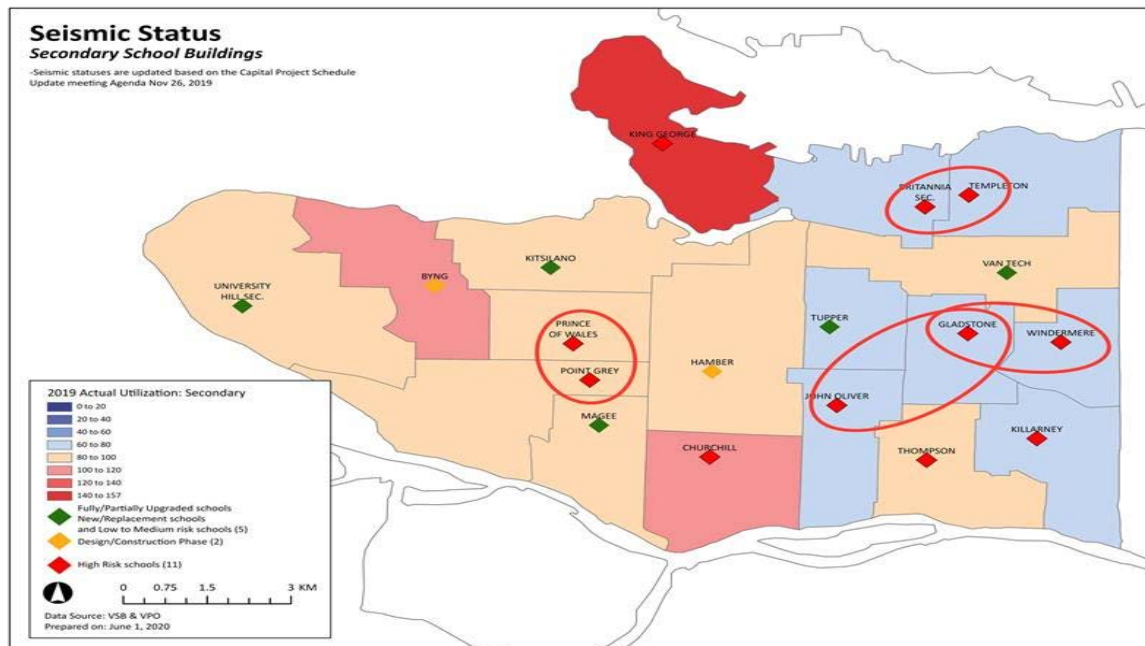 Seismic Status
Secondary School Buildings
-Seismic statuses are updated based on the Capital Project Schedule
Update meeting Agenda Nov 26, 2019
KING GEORGE
BRITANNIA
SEC.
TEMPLETON
KITSILANO
VAN TECH
BYNG
UNIVERSITY
HILL SEC.
PRINCE
OF WALES
TUPPER
GLADSTONE
WINDERMERE
POINT GREY
HAMBER
JOHN OLIVER
MAGEE
CHURCHILL
THOMPSON
KILLARNEY
2019 Actual Utilization: Secondary
0 to 20
20 to 40
40 to 60
60 to 80
80 to 100
100 to 120
120 to 140
140 to 157
Fully/Partially Upgraded schools
New/Replacement schools
and Low to Medium risk schools (5)
Design/Construction Phase (2)
High Risk schools (11)
0 0.75 1.5 3 KM
Data Source: VSB & VPO
Prepared on: June 1, 2020